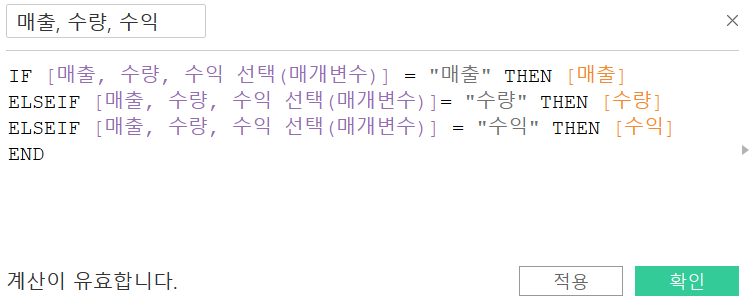 매출, 수량, 수익
IF [매출, 수량, 수익 선택(매개변수)] = "매출" THEN [매출]
ELSEIF [매출, 수량, 수익 선택(매개변수)]= "수량" THEN [수량]
ELSEIF [매출, 수량, 수익 선택(매개변수)] = "수익" THEN [수익]
END
계산이 유효합니다.
적용
확인